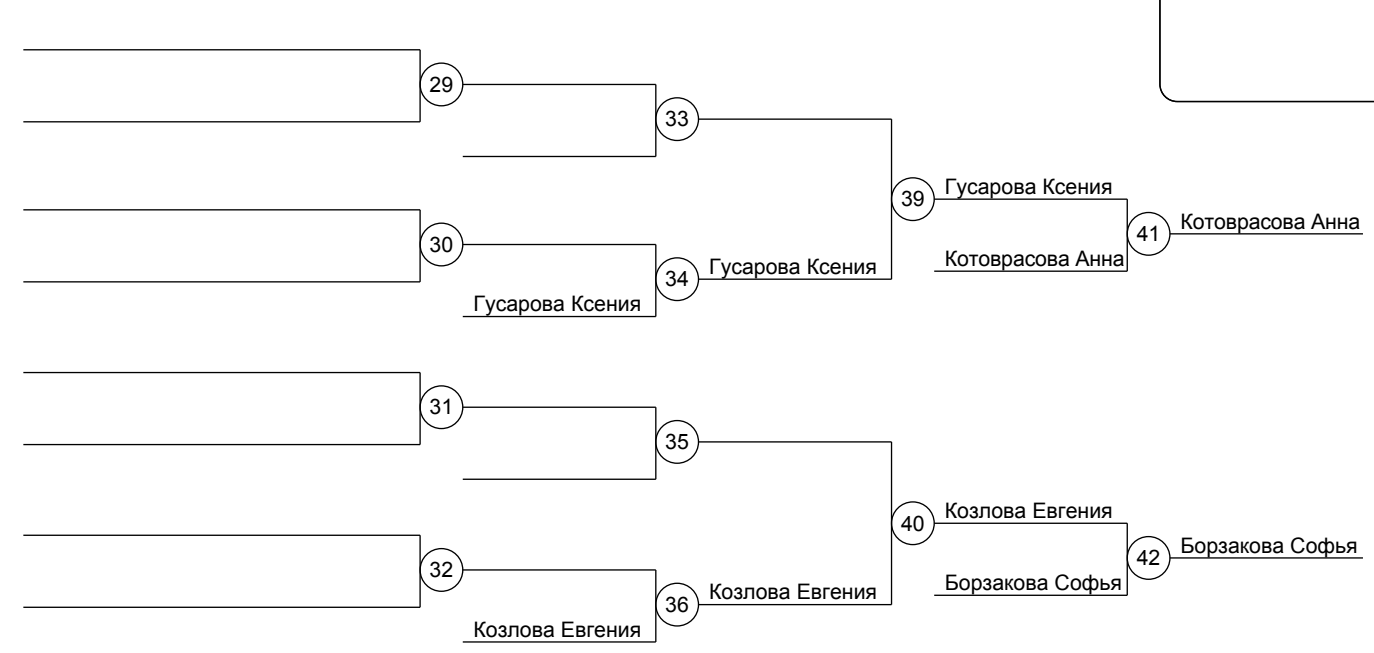 29
33
39
Гусарова Ксения
41
Котоврасова Анна
Котоврасова Анна
30
34
Гусарова Ксения
Гусарова Ксения
31
35
40
Козлова Евгения
42
Борзакова Софья
Борзакова Софья
32
36
Козлова Евгения
Козлова Евгения